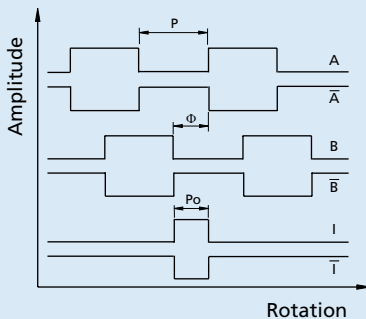 Amplitude
P
A
A̅
Φ
B
B̅
Po
I
I̅
Rotation